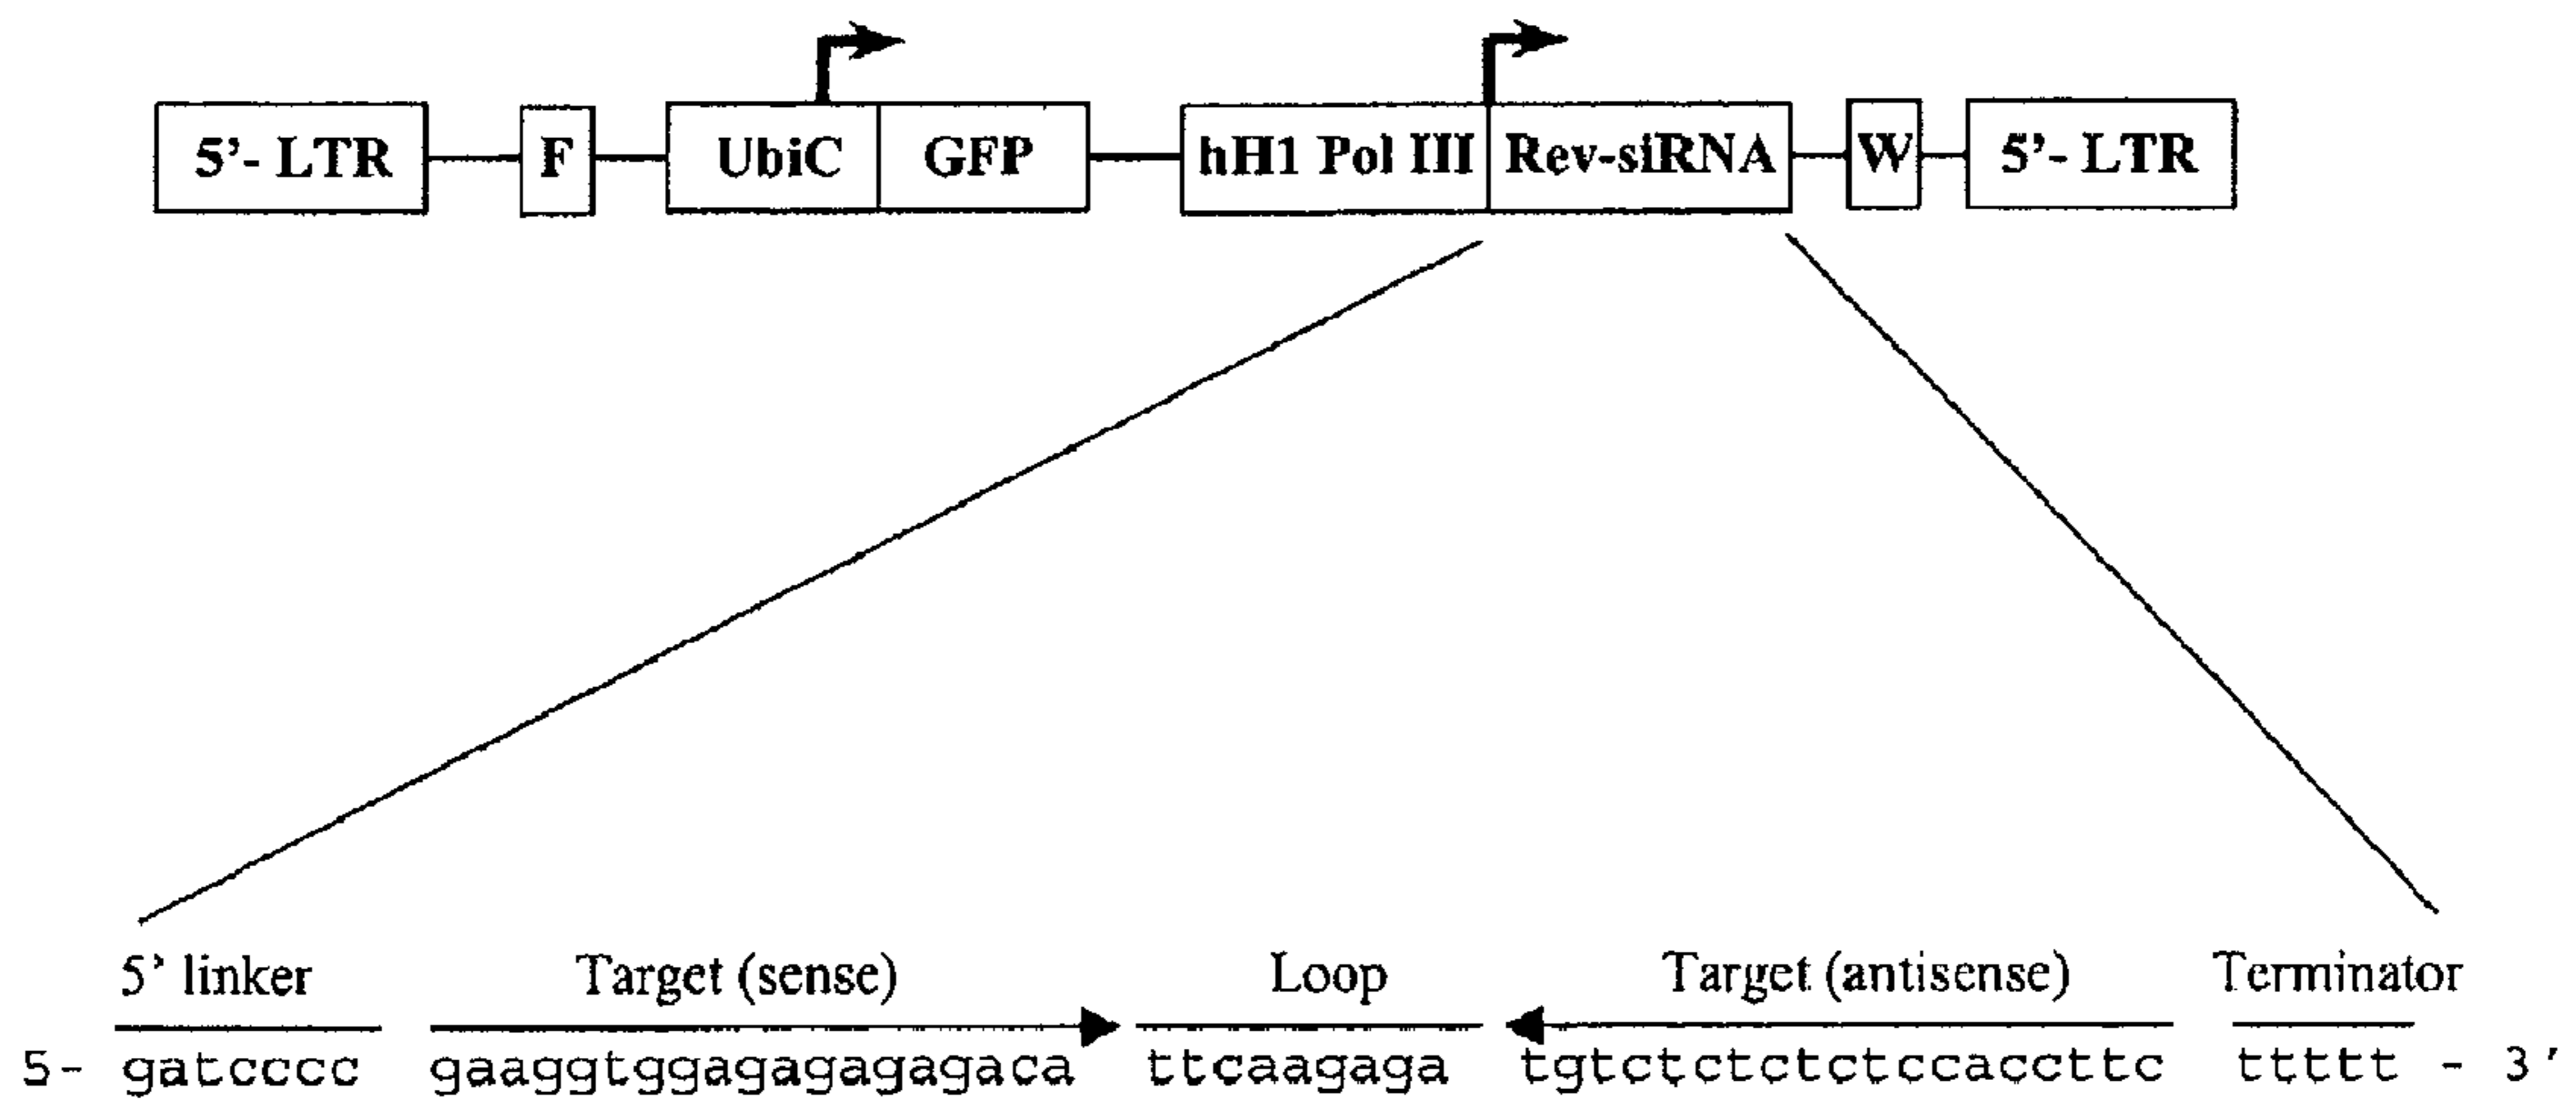 5'- LTR F UbiC GFP hH1 Pol III Rev-siRNA W 5'- LTR
5' linker Target (sense) Loop Target (antisense) Terminator
5- gatcccc gaaggtggagagagagaca ttcaagaga tgtctctctctccaccttc ttttt - 3'